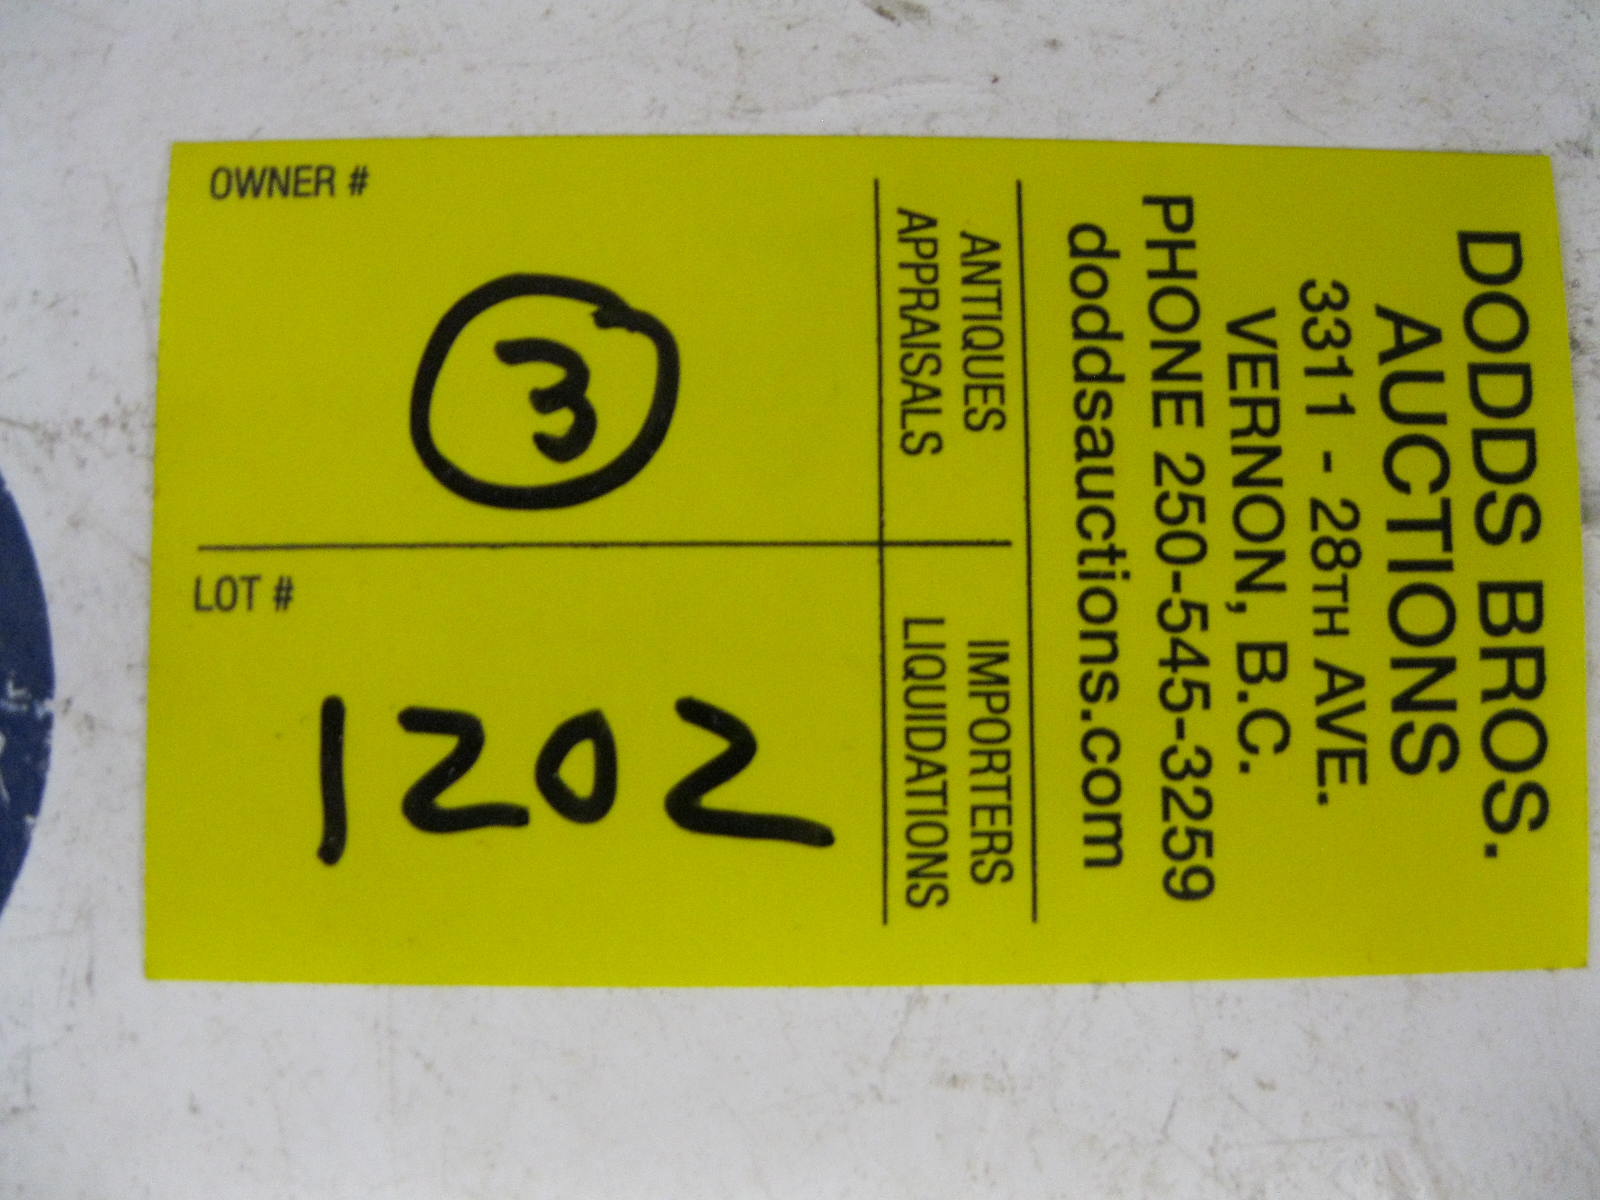 DODDS BROS.
AUCTIONS
3311 - 28TH AVE.
VERNON, B.C.
PHONE 250-545-3259
doddsauctions.com
ANTIQUES
APPRAISALS
IMPORTERS
LIQUIDATIONS
OWNER #
3
LOT #
1202